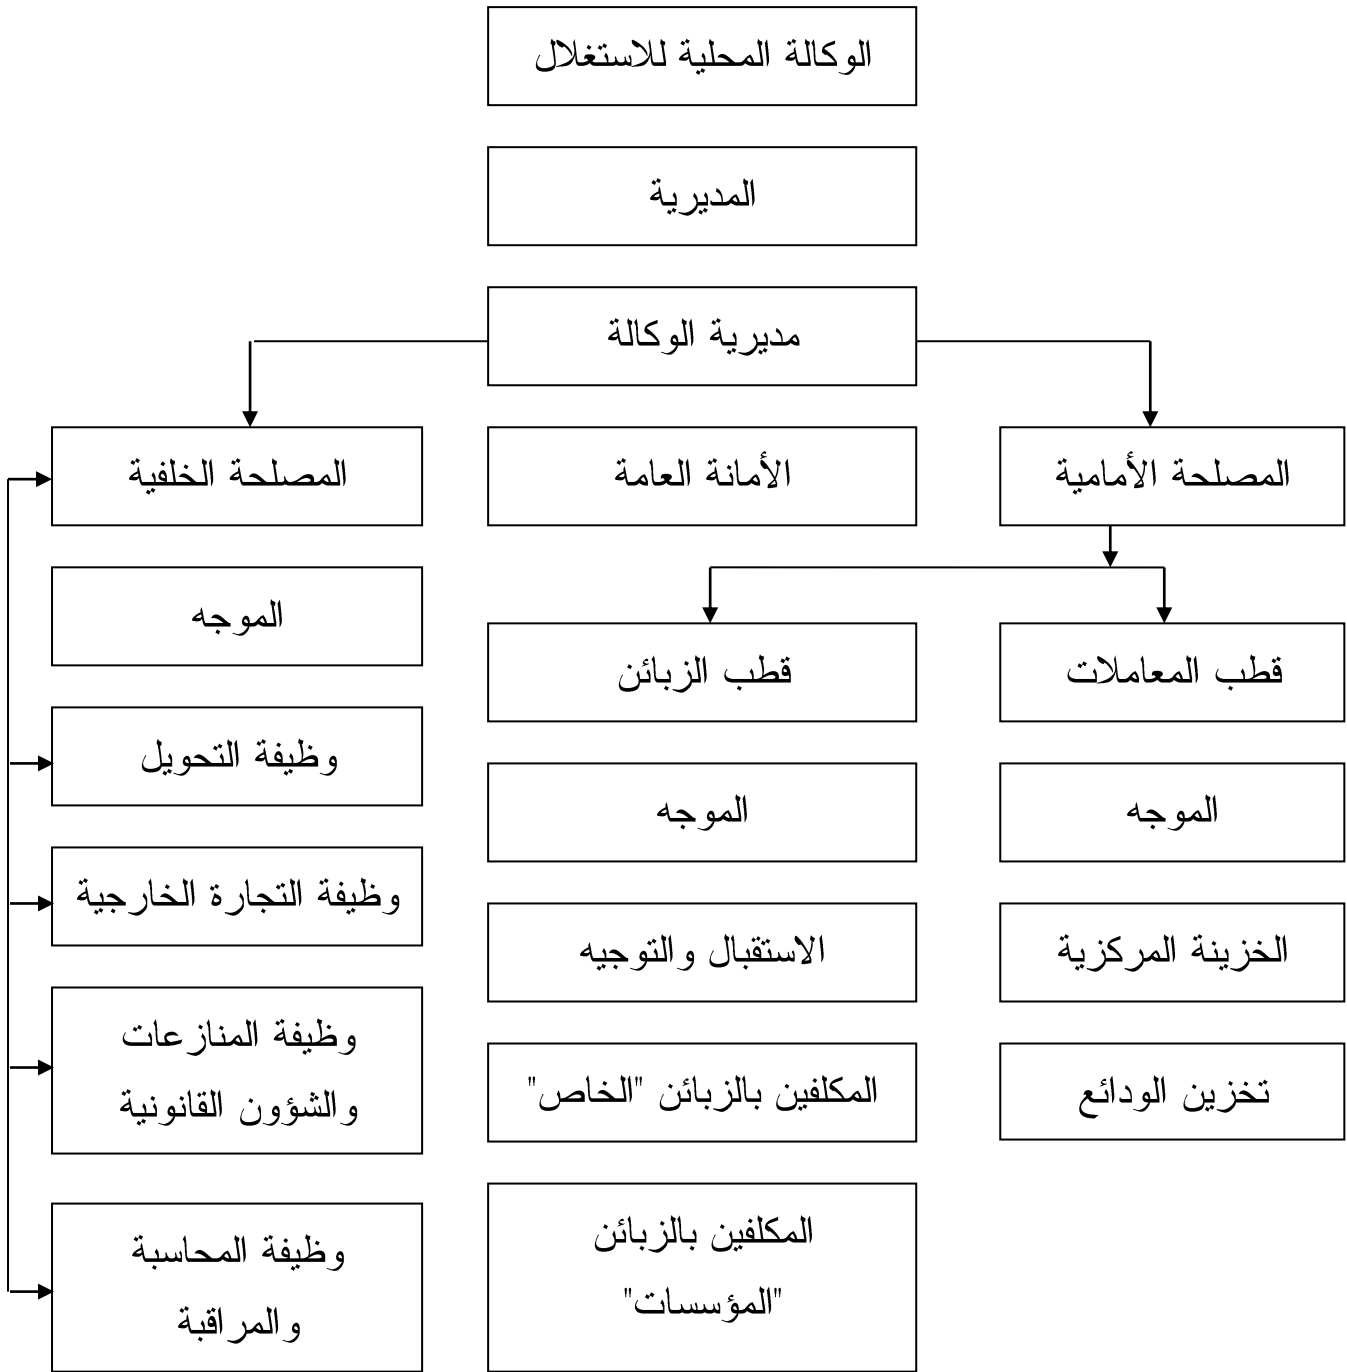 الوكالة المحلية للاستغلال
المديرية
مديرية الوكالة
المصلحة الأمامية
الأمانة العامة
المصلحة الخلفية
الموجه
قطب المعاملات
قطب الزبائن
وظيفة التحويل
الموجه
الموجه
وظيفة التجارة الخارجية
الخزينة المركزية
الاستقبال والتوجيه
وظيفة المنازعات
والشؤون القانونية
تخزين الودائع
المكلفين بالزبائن "الخاص"
المكلفين بالزبائن
"المؤسسات"
وظيفة المحاسبة
والمراقبة